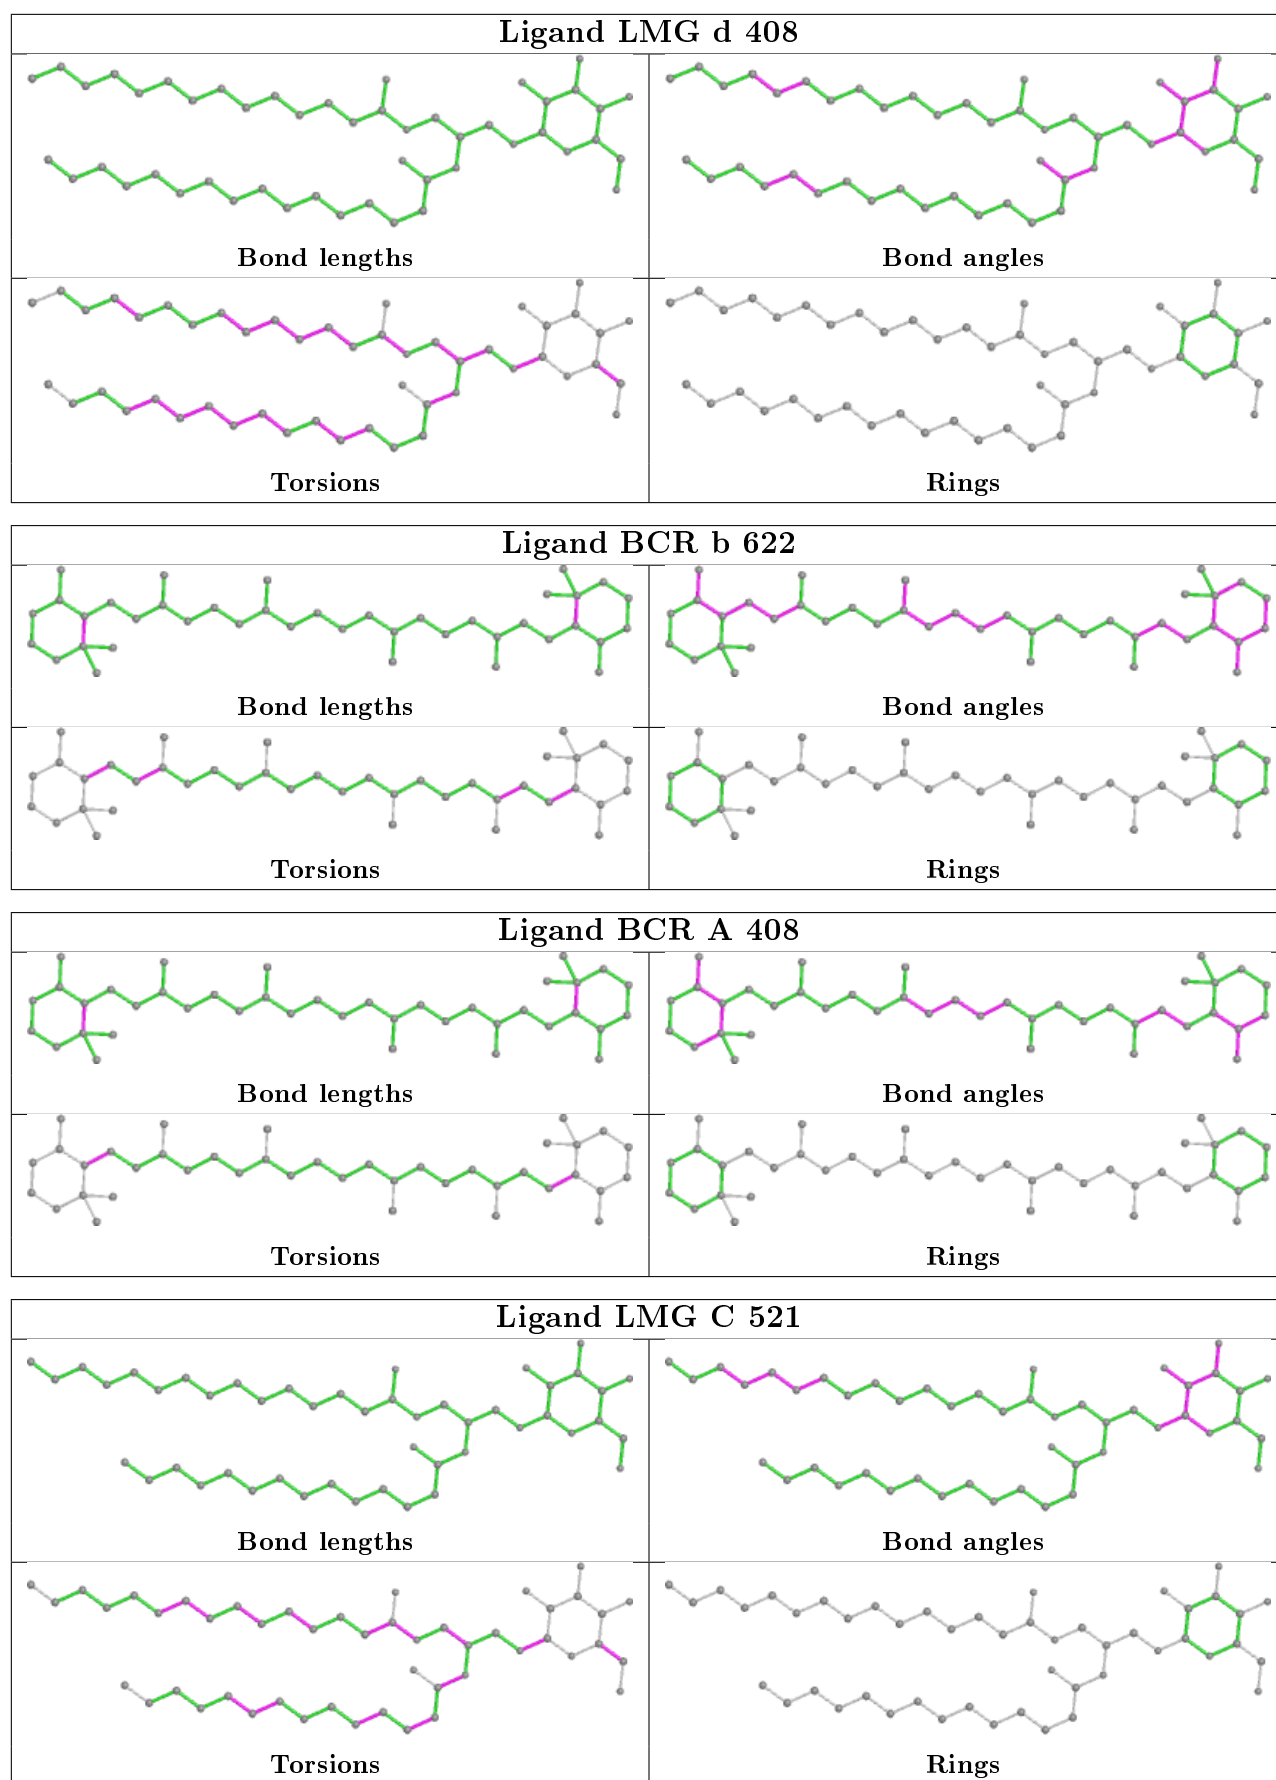 Ligand LMG d 408
Bond lengths
Bond angles
Torsions
Rings
Ligand BCR b 622
Bond lengths
Bond angles
Torsions
Rings
Ligand BCR A 408
Bond lengths
Bond angles
Torsions
Rings
Ligand LMG C 521
Bond lengths
Bond angles
Torsions
Rings